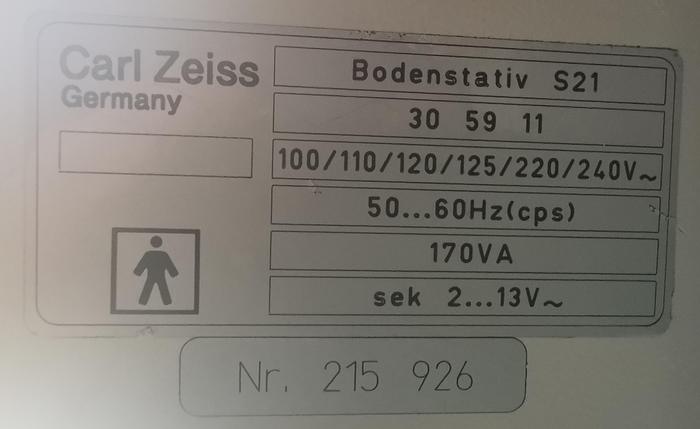 Carl Zeiss
Germany
Bodenstativ S21
30 59 11
100/110/120/125/220/240V~
50...60Hz(cps)
170VA
sek 2...13V~
Nr. 215 926